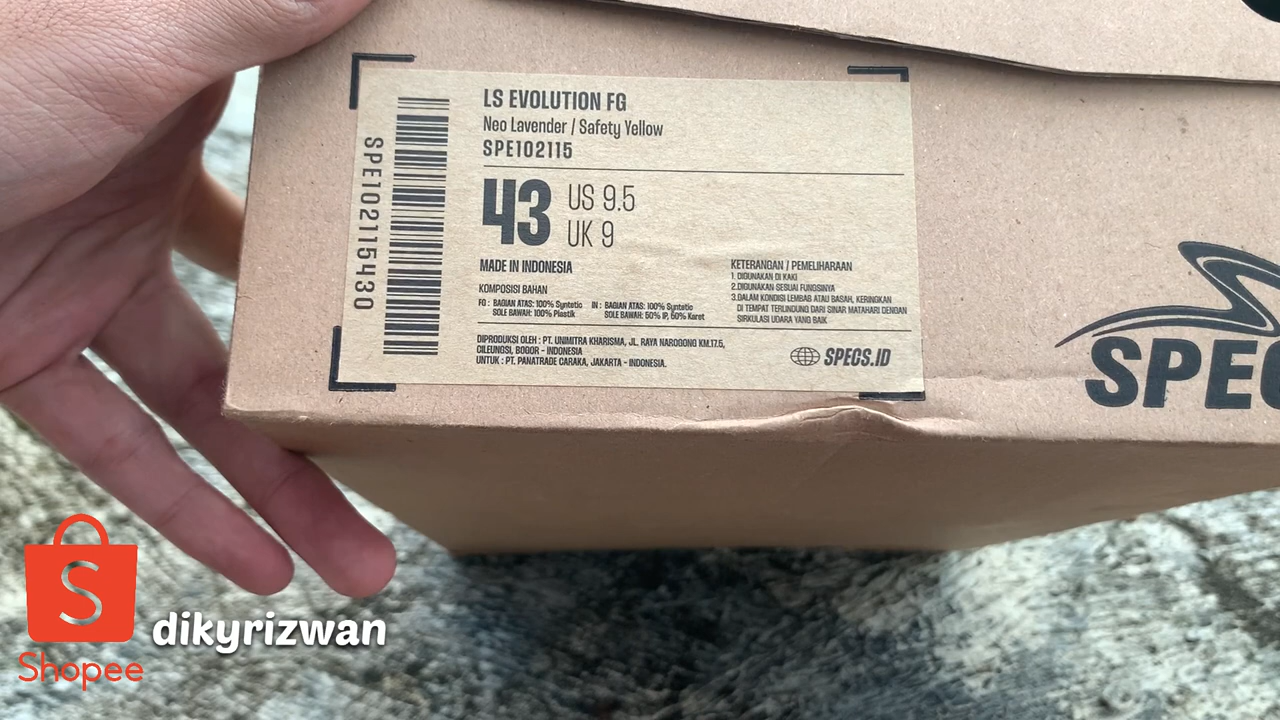 LS EVOLUTION FG
Neo Lavender / Safety Yellow
SPE102115
SPE102115430
43
US 9.5
UK 9
MADE IN INDONESIA
KOMPOSISI BAHAN
FG : BAGIAN ATAS: 100% Syntetic
SOLE BAWAH: 100% Plastik
IN : BAGIAN ATAS: 100% Syntetic
SOLE BAWAH: 50% IP, 50% Karet
KETERANGAN / PEMELIHARAAN
1. DIGUNAKAN DI KAKI
2.DIGUNAKAN SESUAI FUNGSINYA
3.DALAM KONDISI LEMBAB ATAU BASAH, KERINGKAN
DI TEMPAT TERLINDUNG DARI SINAR MATAHARI DENGAN
SIRKULASI UDARA YANG BAIK
DIPRODUKSI OLEH : PT. UNIMITRA KHARISMA, JL. RAYA NAROGONG KM.17.5,
CILEUNGSI, BOGOR - INDONESIA
UNTUK : PT. PANATRADE CARAKA, JAKARTA - INDONESIA.
SPECS.ID
SPEC
S
Shopee
dikyrizwan